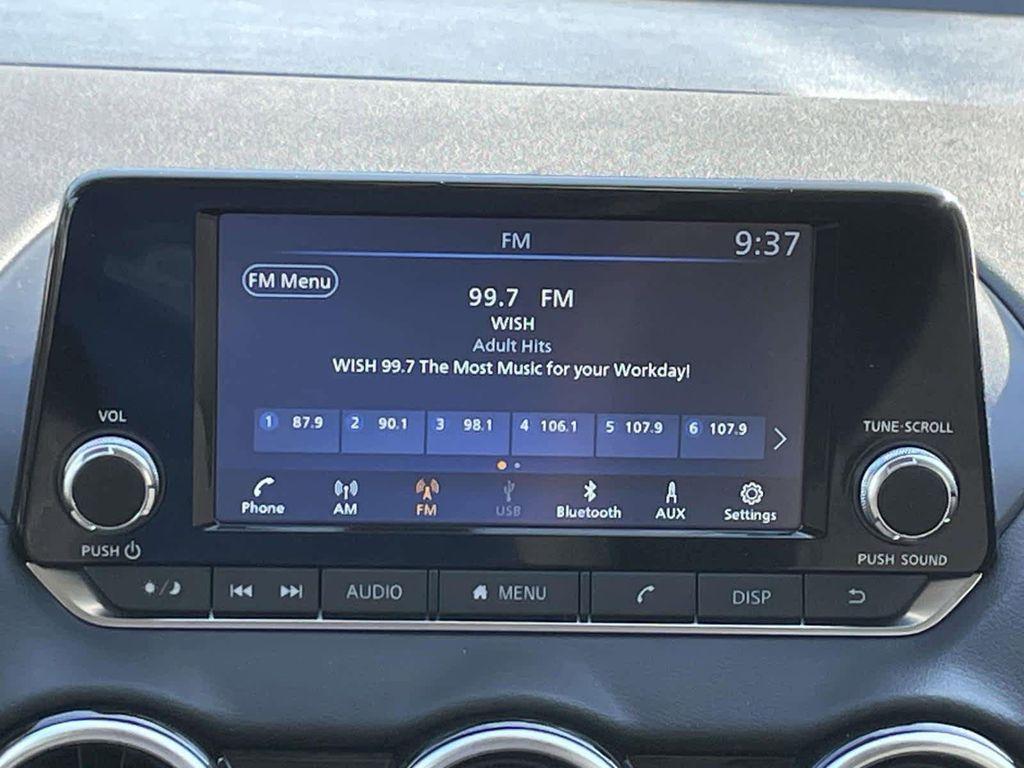 FM 9:37
FM Menu
99.7 FM
WISH
Adult Hits
WISH 99.7 The Most Music for your Workday!
VOL
TUNE·SCROLL
1 87.9 2 90.1 3 98.1 4 106.1 5 107.9 6 107.9
Phone AM FM USB Bluetooth AUX Settings
PUSH
PUSH SOUND
AUDIO MENU DISP